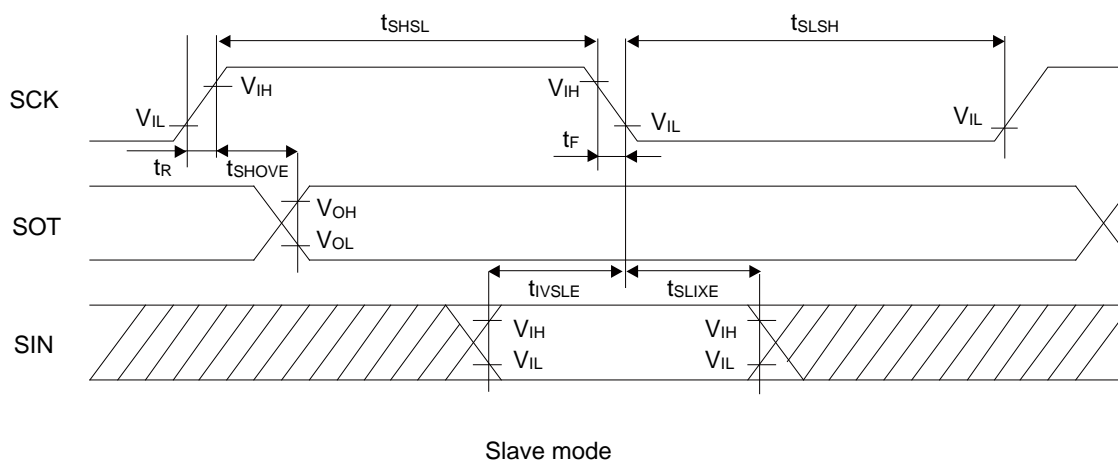 tSHSL
tSLSH
SCK
VIH
VIH
VIL
VIL
VIL
tR
tSHOVE
tF
SOT
VOH
VOL
tIVSLE
tSLIXE
SIN
VIH
VIH
VIL
VIL
Slave mode